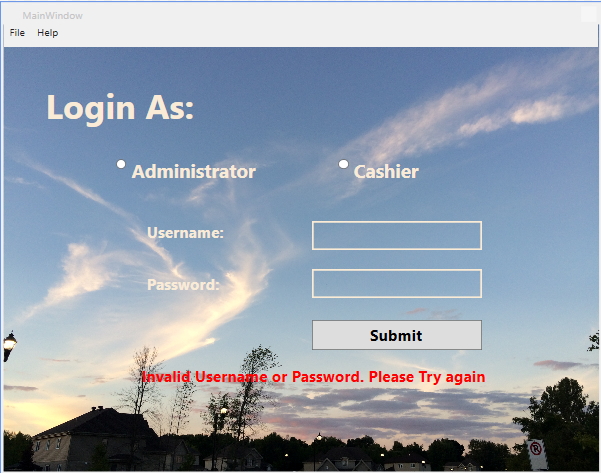 MainWindow
File Help
Login As:
Administrator Cashier
Username:
Password:
Submit
Invalid Username or Password. Please Try again